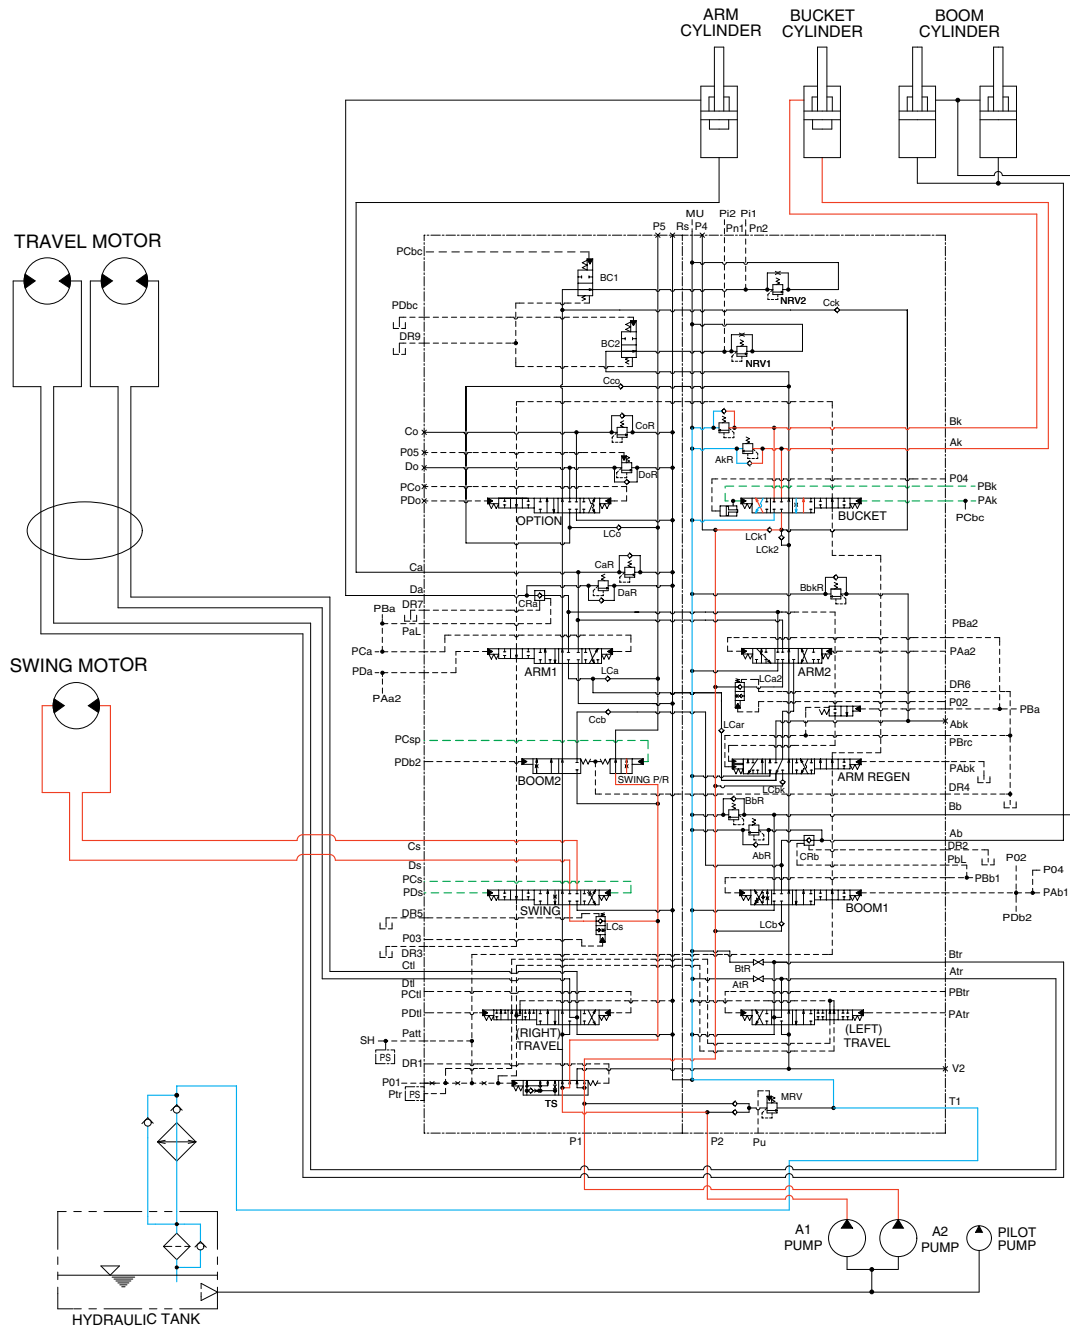 ARM
CYLINDER
BUCKET
CYLINDER
BOOM
CYLINDER
TRAVEL MOTOR
SWING MOTOR
P5
Rs
MU
P4
Pi2
Pn1
Pi1
Pn2
PCbc
BC1
NRV2
Cck
PDbc
DR9
BC2
NRV1
Cco
Co
CoR
P05
Do
DoR
PCo
PDo
OPTION
LCo
Bk
Ak
AkR
P04
PBk
PAk
PCbc
BUCKET
LCk1
LCk2
Ca
CaR
Da
DaR
CRa
DR7
PBa
PaL
PCa
PDa
PAa2
ARM1
LCa
BbkR
PBa2
PAa2
ARM2
LCa2
DR6
P02
PBa
Abk
LCar
PBrc
PAbk
ARM REGEN
LCbk
DR4
Ccb
PCsp
PDb2
BOOM2
SWING P/R
BbR
Bb
AbR
Ab
CRb
DR2
PbL
P02
P04
PBb1
PAb1
PDb2
BOOM1
LCb
Cs
Ds
PCs
PDs
SWING
DR5
LCs
P03
DR3
Ctl
Dtl
PCtl
PDtl
(RIGHT)
TRAVEL
Btr
BtR
Atr
AtR
PBtr
PAtr
(LEFT)
TRAVEL
Patt
SH
PS
DR1
P01
Ptr
PS
TS
V2
T1
MRV
P1
P2
Pu
A1
PUMP
A2
PUMP
PILOT
PUMP
HYDRAULIC TANK